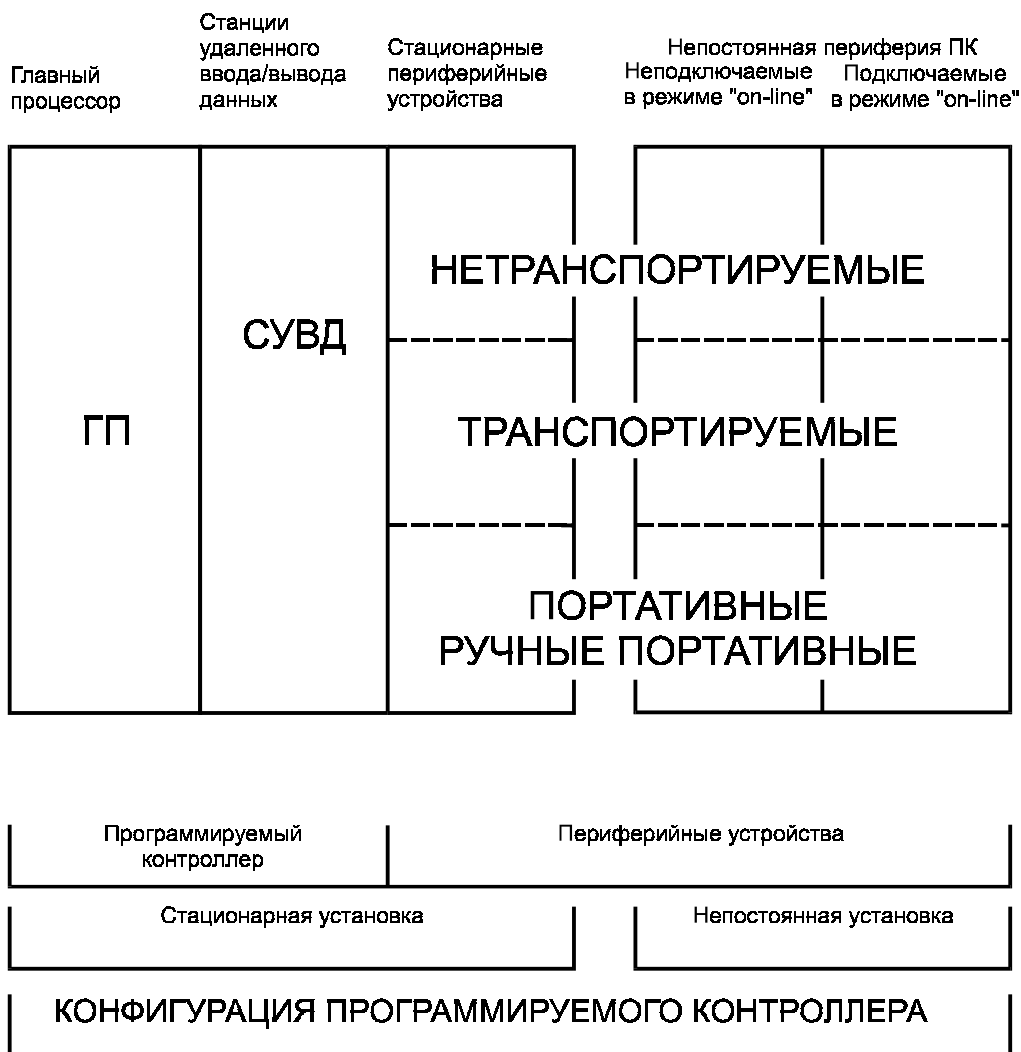 Главный
процессор
Станции
удаленного
ввода/вывода
данных
Стационарные
периферийные
устройства
Непостоянная периферия ПК
Неподключаемые
в режиме "on-line"
Подключаемые
в режиме "on-line"
ГП
СУВД
НЕТРАНСПОРТИРУЕМЫЕ
ТРАНСПОРТИРУЕМЫЕ
ПОРТАТИВНЫЕ
РУЧНЫЕ ПОРТАТИВНЫЕ
Программируемый
контроллер
Периферийные устройства
Стационарная установка
Непостоянная установка
КОНФИГУРАЦИЯ ПРОГРАММИРУЕМОГО КОНТРОЛЛЕРА